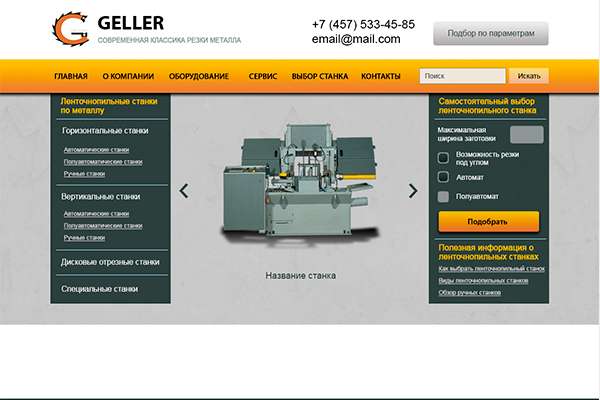 GELLER
СОВРЕМЕННАЯ КЛАССИКА РЕЗКИ МЕТАЛЛА
+7 (457) 533-45-85
email@mail.com
Подбор по параметрам
ГЛАВНАЯ О КОМПАНИИ ОБОРУДОВАНИЕ СЕРВИС ВЫБОР СТАНКА КОНТАКТЫ Поиск Искать
Ленточнопильные станки
по металлу
Горизонтальные станки
Автоматические станки
Полуавтоматические станки
Ручные станки
Вертикальные станки
Автоматические станки
Полуавтоматические станки
Ручные станки
Дисковые отрезные станки
Специальные станки
Название станка
Самостоятельный выбор
ленточнопильного станка
Максимальная
ширина заготовки
Возможность резки
под углом
Автомат
Полуавтомат
Подобрать
Полезная информация о
ленточнопильных станках
Как выбрать ленточнопильный станок
Виды ленточнопильных станков
Обзор ручных станков